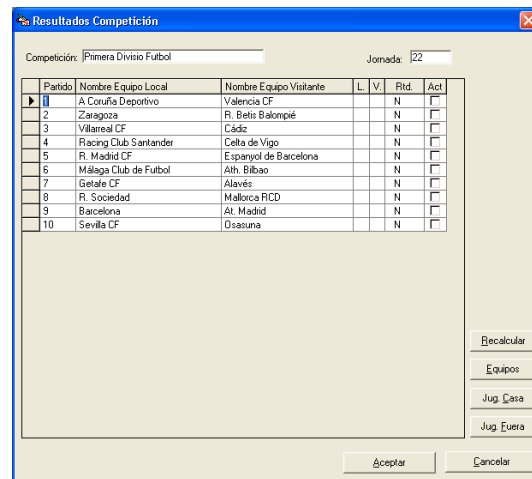 Resultados Competición
Competición: Primera Divisio Futbol Jornada: 22
Partido Nombre Equipo Local Nombre Equipo Visitante L. V. Rtd. Act
1 A Coruña Deportivo Valencia CF N
2 Zaragoza R. Betis Balompié N
3 Villarreal CF Cádiz N
4 Racing Club Santander Celta de Vigo N
5 R. Madrid CF Espanyol de Barcelona N
6 Málaga Club de Futbol Ath. Bilbao N
7 Getafe CF Alavés N
8 R. Sociedad Mallorca RCD N
9 Barcelona At. Madrid N
10 Sevilla CF Osasuna N
Recalcular
Equipos
Jug. Casa
Jug. Fuera
Aceptar Cancelar